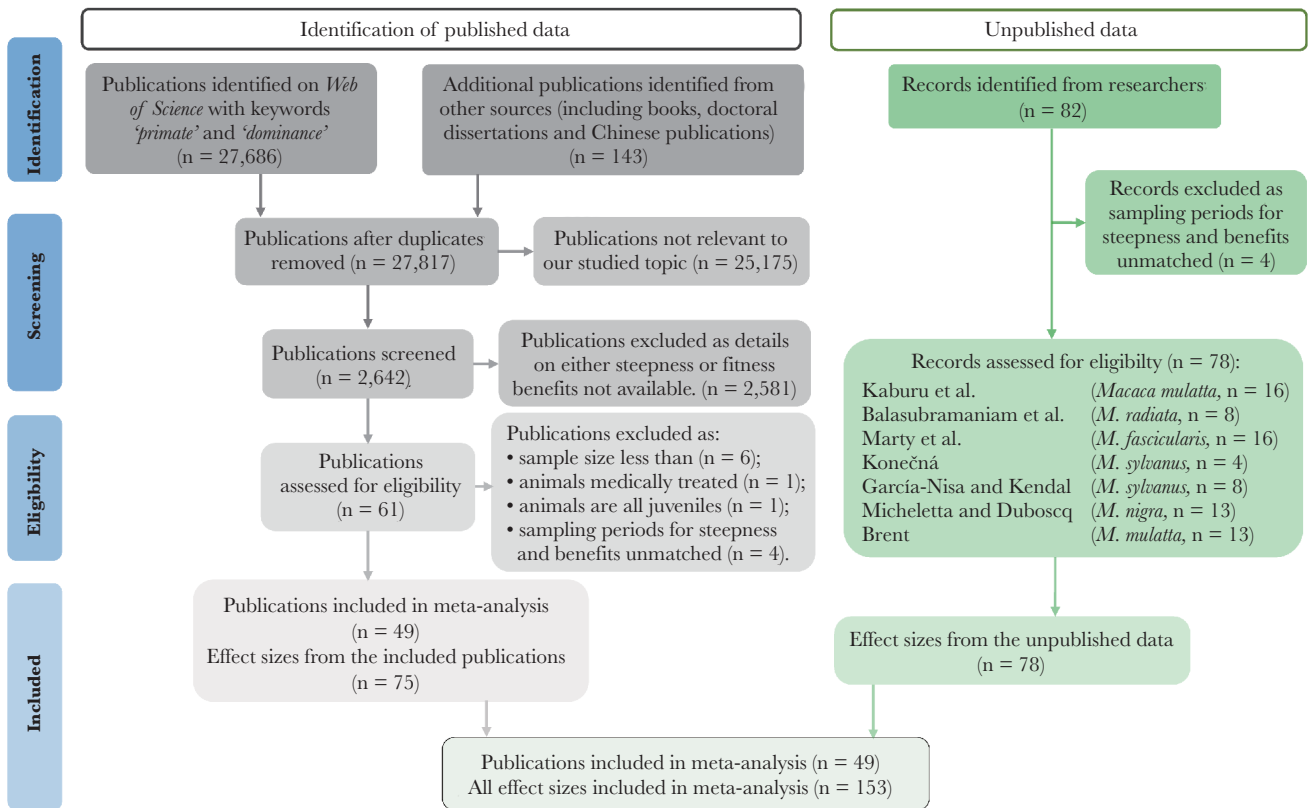 Identification of published data
Unpublished data
Identification
Publications identified on Web
of Science with keywords
‘primate’ and ‘dominance’
(n = 27,686)
Additional publications identified from
other sources (including books, doctoral
dissertations and Chinese publications)
(n = 143)
Records identified from researchers
(n = 82)
Records excluded as
sampling periods for
steepness and benefits
unmatched (n = 4)
Screening
Publications after duplicates
removed (n = 27,817)
Publications not relevant to
our studied topic (n = 25,175)
Publications screened
(n = 2,642)
Publications excluded as details
on either steepness or fitness
benefits not available. (n = 2,581)
Eligibility
Publications
assessed for eligibility
(n = 61)
Publications excluded as:
• sample size less than (n = 6);
• animals medically treated (n = 1);
• animals are all juveniles (n = 1);
• sampling periods for steepness
and benefits unmatched (n = 4).
Records assessed for eligibilty (n = 78):
Kaburu et al. (Macaca mulatta, n = 16)
Balasubramaniam et al. (M. radiata, n = 8)
Marty et al. (M. fascicularis, n = 16)
Konečná (M. sylvanus, n = 4)
García-Nisa and Kendal (M. sylvanus, n = 8)
Micheletta and Duboscq (M. nigra, n = 13)
Brent (M. mulatta, n = 13)
Included
Publications included in meta-analysis
(n = 49)
Effect sizes from the included publications
(n = 75)
Effect sizes from the unpublished data
(n = 78)
Publications included in meta-analysis (n = 49)
All effect sizes included in meta-analysis (n = 153)